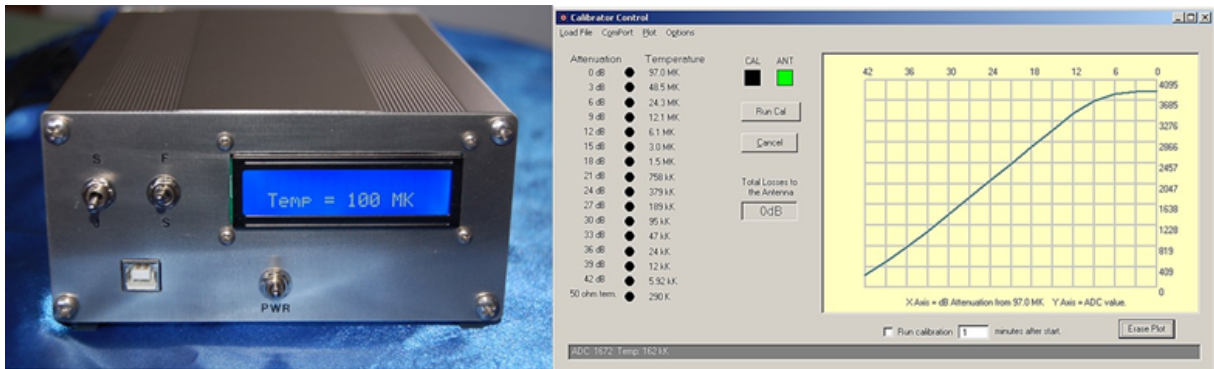 S F
Temp = 100 MK
S
PWR
Calibrator Control
Load File ComPort Plot Options
Attenuation Temperature
0 dB 97.0 MK
3 dB 48.5 MK
6 dB 24.3 MK
9 dB 12.1 MK
12 dB 6.1 MK
15 dB 3.0 MK
18 dB 1.5 MK
21 dB 758 kK
24 dB 379 kK
27 dB 189 kK
30 dB 95 kK
33 dB 47 kK
36 dB 24 kK
39 dB 12 kK
42 dB 5.92 kK
50 ohm term. 290 K
CAL ANT
Run Cal
Cancel
Total Losses to
the Antenna
0dB
42 36 30 24 18 12 6 0
4095
3685
3276
2866
2457
2047
1638
1228
819
409
0
X Axis = dB Attenuation from 97.0 MK Y Axis = ADC value.
Run calibration 1 minutes after start.
Erase Plot
ADC: 1672 Temp: 162 kK